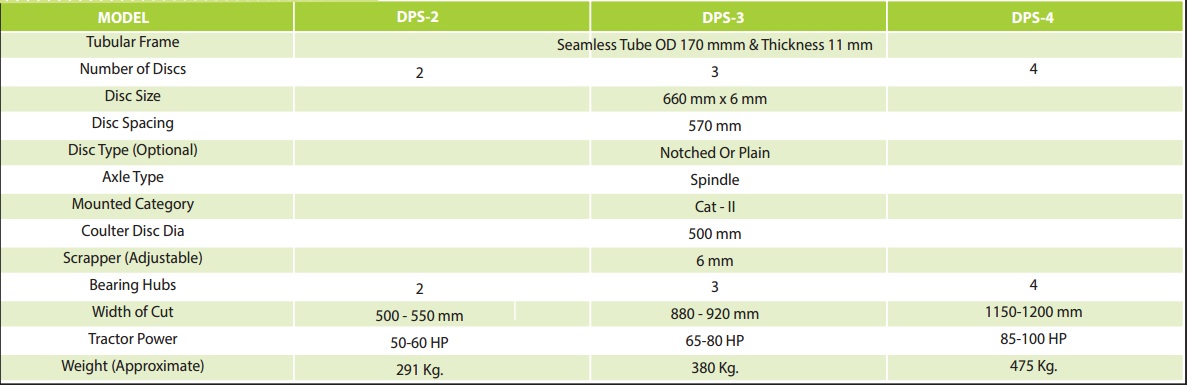 MODEL DPS-2 DPS-3 DPS-4
Tubular Frame Seamless Tube OD 170 mmm & Thickness 11 mm
Number of Discs 2 3 4
Disc Size 660 mm x 6 mm
Disc Spacing 570 mm
Disc Type (Optional) Notched Or Plain
Axle Type Spindle
Mounted Category Cat - II
Coulter Disc Dia 500 mm
Scrapper (Adjustable) 6 mm
Bearing Hubs 2 3 4
Width of Cut 500 - 550 mm 880 - 920 mm 1150-1200 mm
Tractor Power 50-60 HP 65-80 HP 85-100 HP
Weight (Approximate) 291 Kg. 380 Kg. 475 Kg.